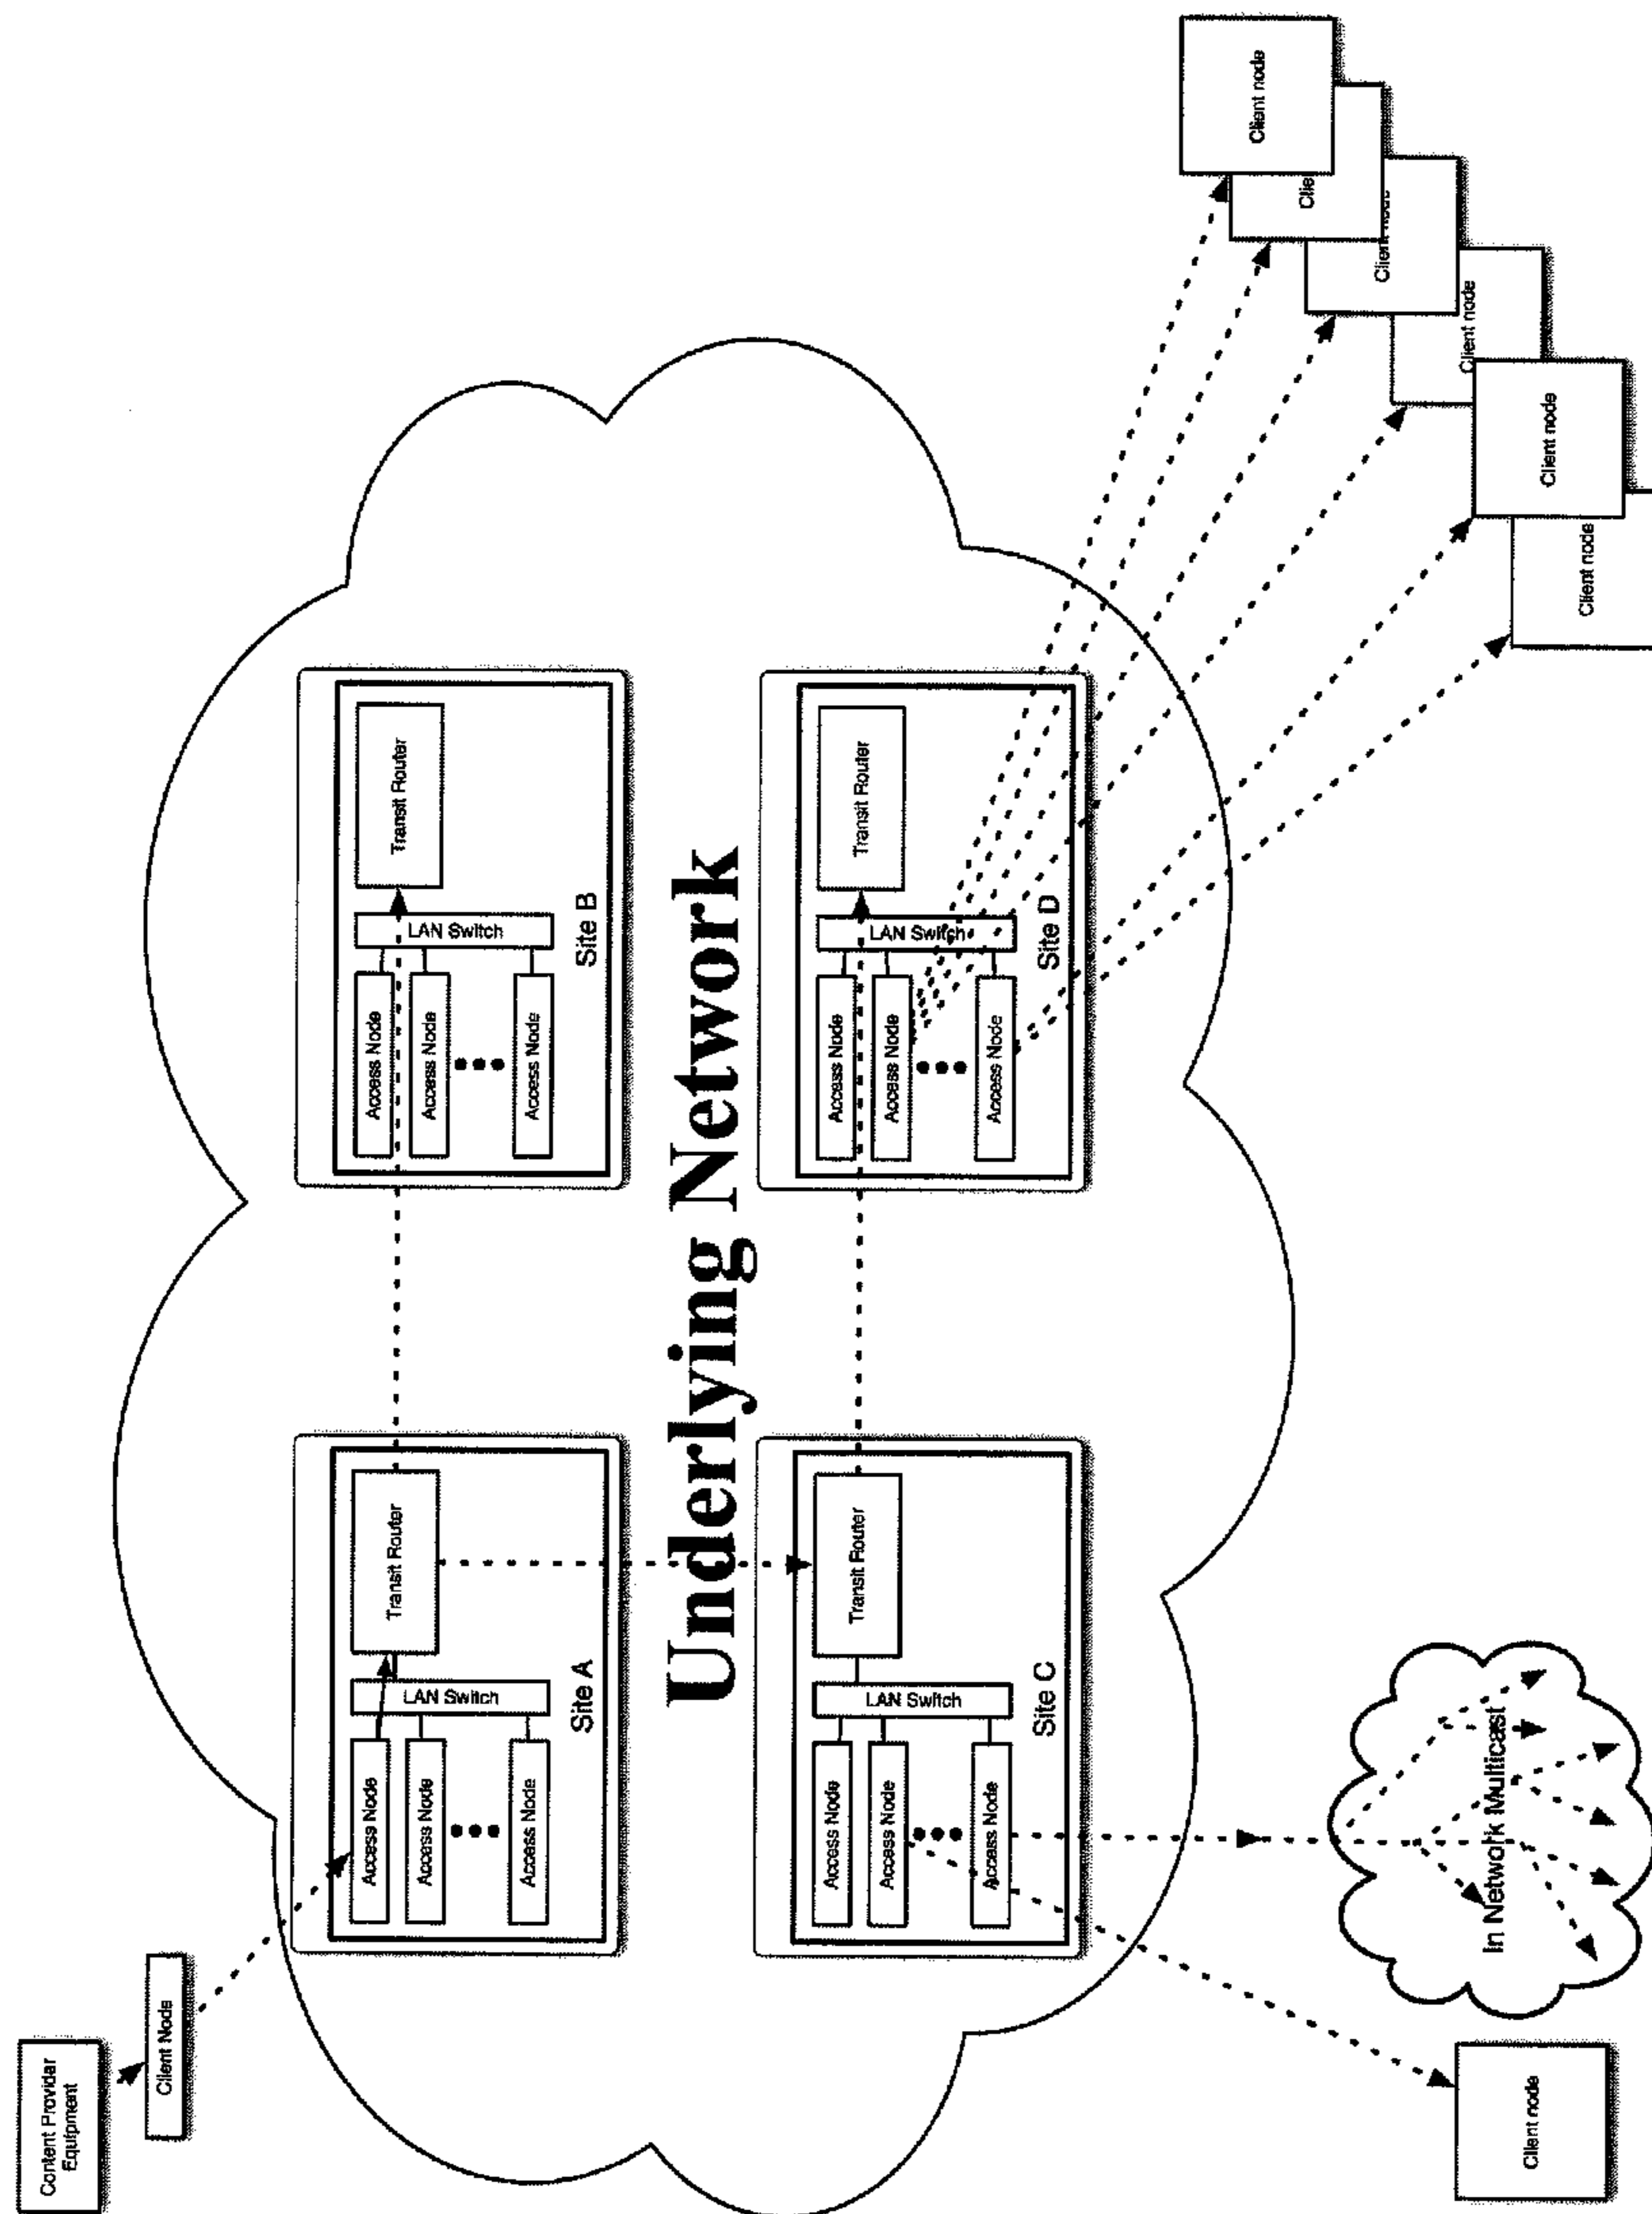 Content Provider
Equipment
Client Node
Access Node
Access Node
Access Node
LAN Switch
Transit Router
Site A
Access Node
Access Node
Access Node
LAN Switch
Transit Router
Site B
Underlying Network
Access Node
Access Node
Access Node
LAN Switch
Transit Router
Site C
Access Node
Access Node
Access Node
LAN Switch
Transit Router
Site D
Client node
In Network Multicast
Client node
Client node
Client node
Client node
Clie
Client node